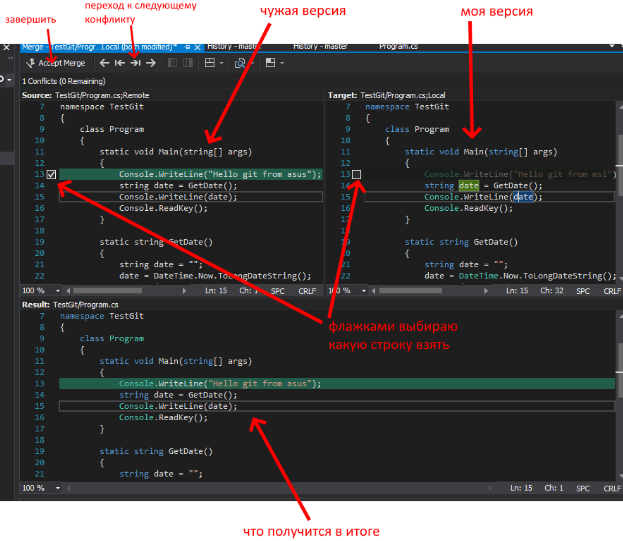 переход к следующему
конфликту
завершить
чужая версия
моя версия
Merge - TestGit/Progr ...Local (both modified)*
History - master
History - master
Program.cs
Accept Merge
1 Conflicts (0 Remaining)
Source: TestGit/Program.cs;Remote
7 namespace TestGit
8 {
9 class Program
10 {
11 static void Main(string[] args)
12 {
13 Console.WriteLine("Hello git from asus");
14 string date = GetDate();
15 Console.WriteLine(date);
16 Console.ReadKey();
17 }
18
19 static string GetDate()
20 {
21 string date = "";
22 date = DateTime.Now.ToLongDateString();
100 %
Ln: 15
Ch: 1
SPC
CRLF
Target: TestGit/Program.cs;Local
7 namespace TestGit
8 {
9 class Program
10 {
11 static void Main(string[] args)
12 {
13 Console.WriteLine("Hello git from msi");
14 string date = GetDate();
15 Console.WriteLine(date);
16 Console.ReadKey();
17 }
18
19 static string GetDate()
20 {
21 string date = "";
22 date = DateTime.Now.ToLongDateString();
100 %
Ln: 15
Ch: 32
SPC
CRLF
флажками выбираю
какую строку взять
Result: TestGit/Program.cs
7 namespace TestGit
8 {
9 class Program
10 {
11 static void Main(string[] args)
12 {
13 Console.WriteLine("Hello git from asus");
14 string date = GetDate();
15 Console.WriteLine(date);
16 Console.ReadKey();
17 }
18
19 static string GetDate()
20 {
21 string date = "";
100 %
Ln: 15
Ch: 1
SPC
CRLF
что получится в итоге